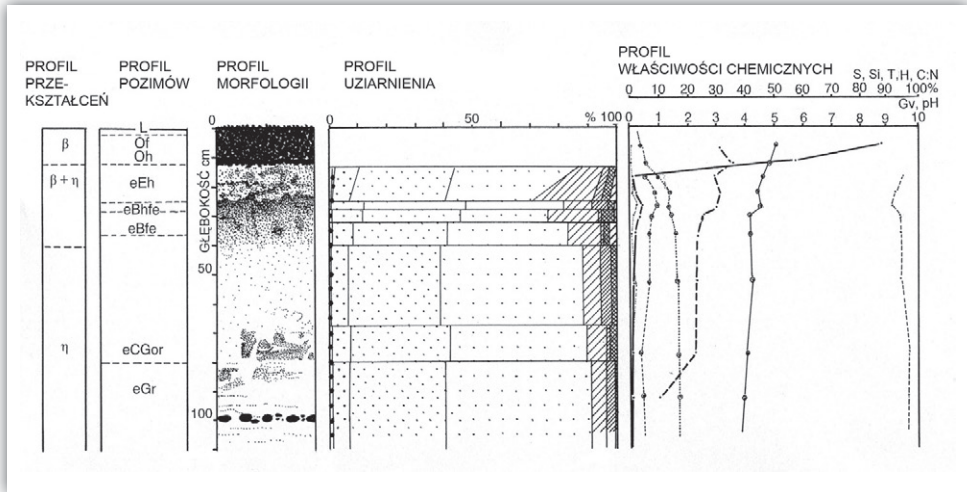 PROFIL
PRZE-
KSZTAŁCEŃ
PROFIL
POZIMÓW
PROFIL
MORFOLOGII
PROFIL
UZIARNIENIA
PROFIL
WŁAŚCIWOŚCI CHEMICZNYCH
S, Si, T, H, C:N
0 10 20 30 40 50 60 70 80 100%
Gv, pH
0 1 2 3 4 5 6 7 8 9 10
0 50 % 100
β
β + η
η
L
Of
Oh
eEh
eBhfe
eBfe
eCGor
eGr
GŁĘBOKOŚĆ cm
0
50
100